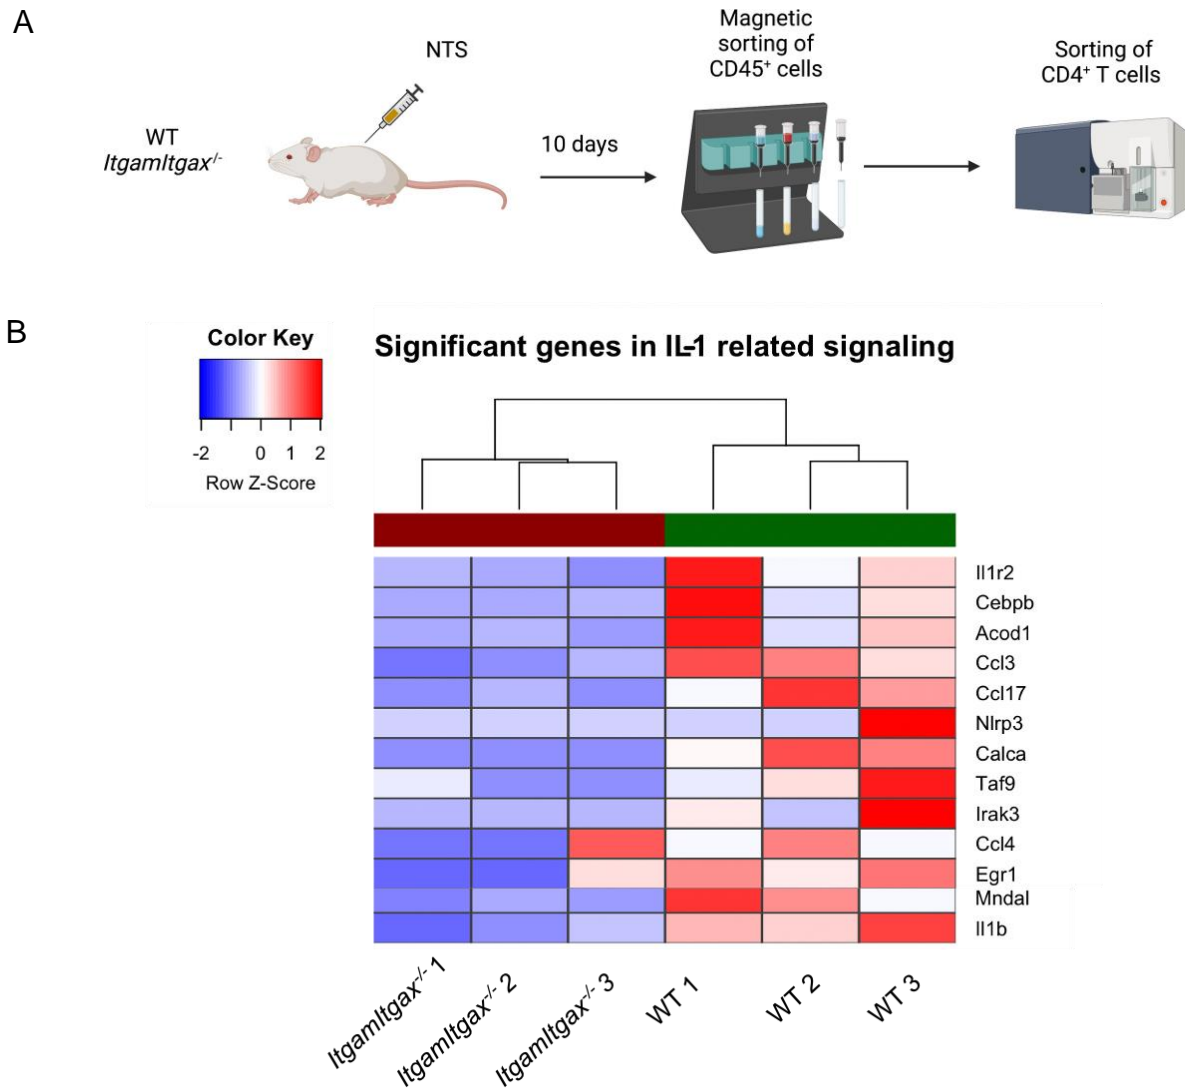 A
NTS
WT
ItgamItgax-/-
10 days
Magnetic
sorting of
CD45+ cells
Sorting of
CD4+ T cells
B
Color Key
-2 0 1 2
Row Z-Score
Significant genes in IL-1 related signaling
Il1r2
Cebpb
Acod1
Ccl3
Ccl17
Nlrp3
Calca
Taf9
Irak3
Ccl4
Egr1
Mndal
Il1b
ItgamItgax-/- 1
ItgamItgax-/- 2
ItgamItgax-/- 3
WT 1
WT 2
WT 3